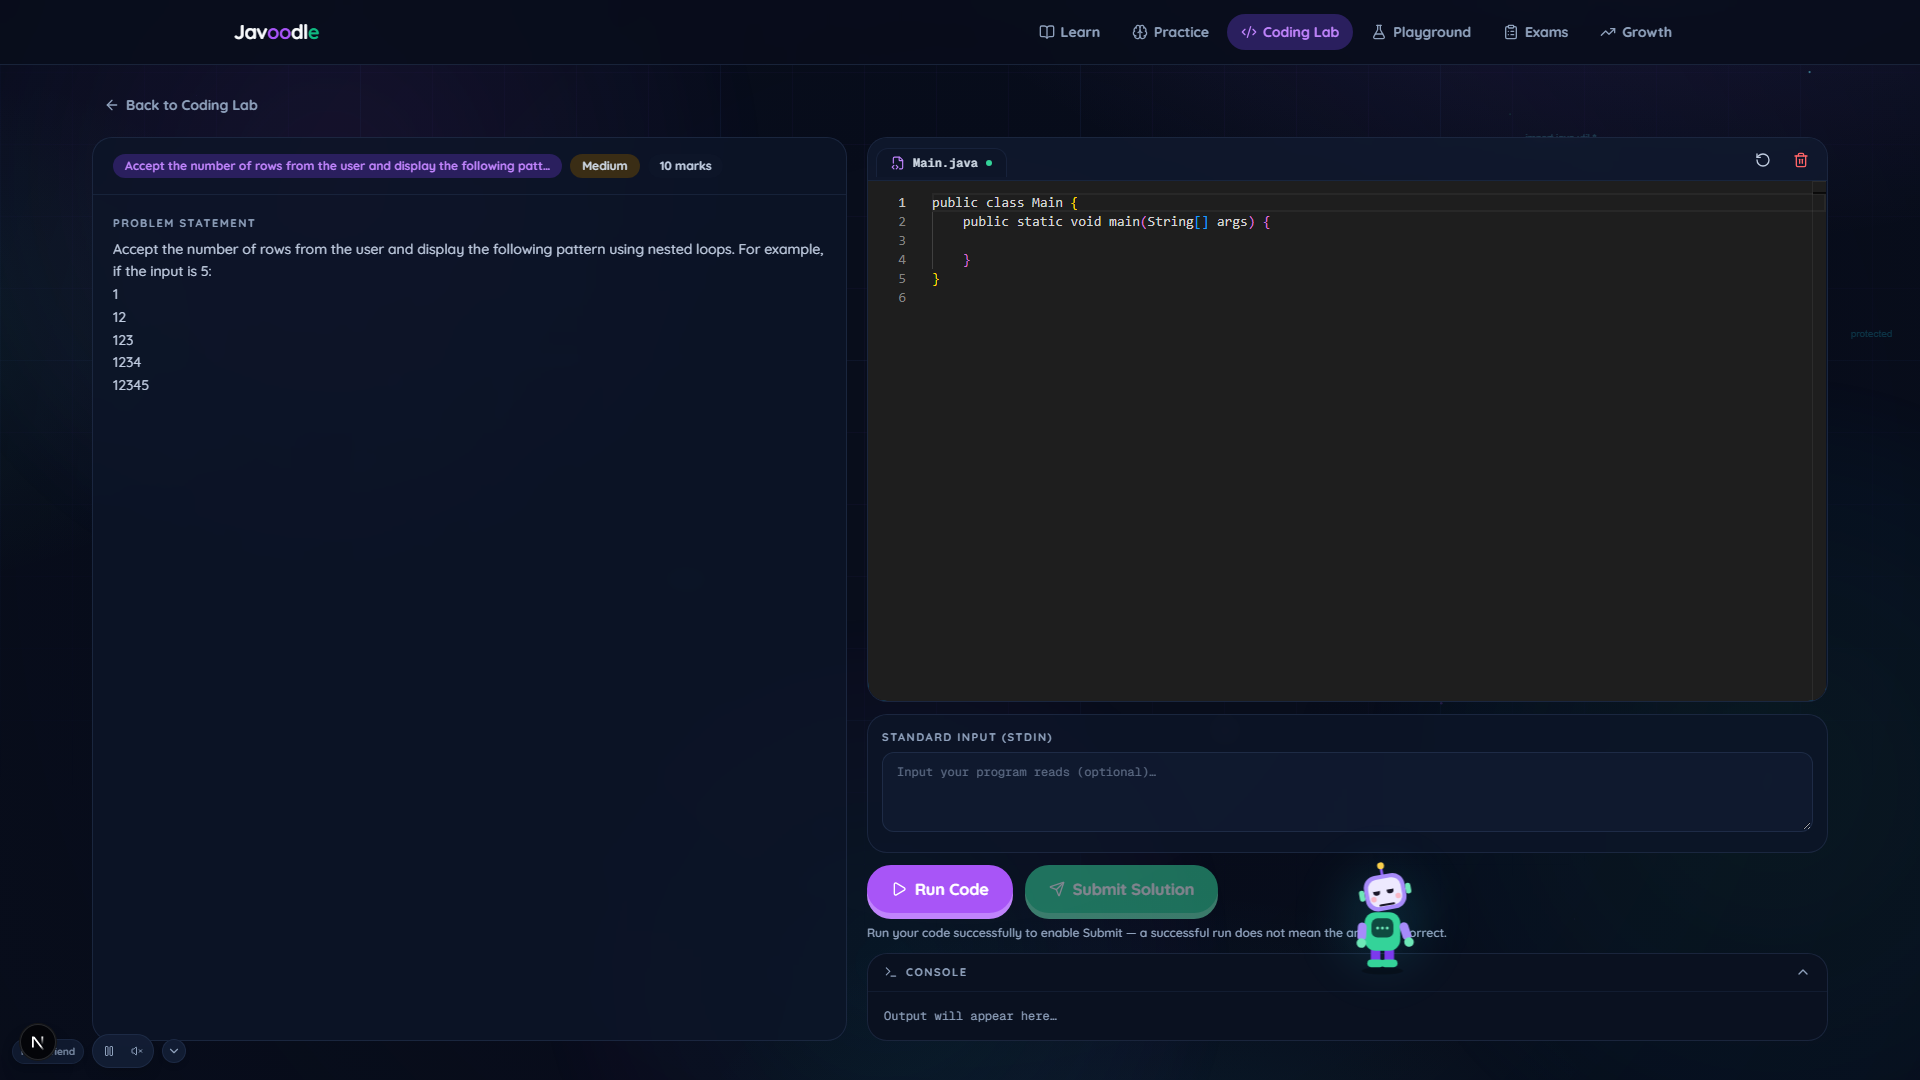 Javoodle
Learn
Practice
</> Coding Lab
Playground
Exams
Growth
← Back to Coding Lab
Accept the number of rows from the user and display the following patt...
Medium
10 marks
PROBLEM STATEMENT
Accept the number of rows from the user and display the following pattern using nested loops. For example,
if the input is 5:
1
12
123
1234
12345
Main.java
1 public class Main {
2 public static void main(String[] args) {
3
4 }
5 }
6
protected
STANDARD INPUT (STDIN)
Input your program reads (optional)…
Run Code
Submit Solution
Run your code successfully to enable Submit — a successful run does not mean the
>_ CONSOLE
Output will appear here…
N